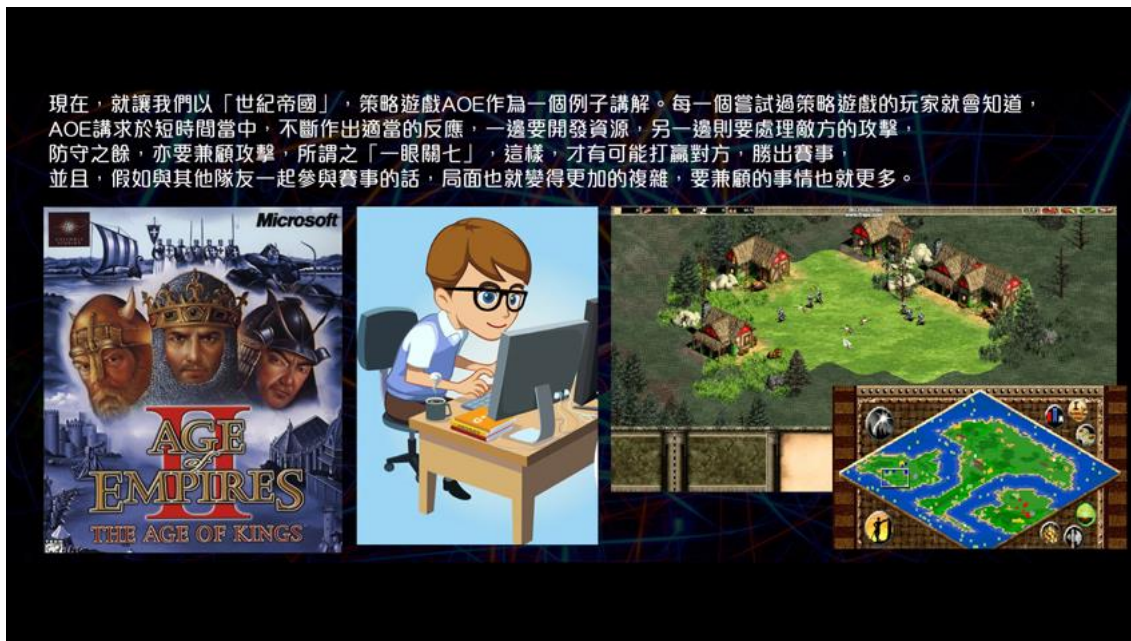 現在，就讓我們以「世紀帝國」，策略遊戲AOE作為一個例子講解。每一個嘗試過策略遊戲的玩家就會知道，
AOE講求於短時間當中，不斷作出適當的反應，一邊要開發資源，另一邊則要處理敵方的攻擊，
防守之餘，亦要兼顧攻擊，所謂之「一眼關七」，這樣，才有可能打贏對方，勝出賽事，
並且，假如與其他隊友一起參與賽事的話，局面也就變得更加的複雜，要兼顧的事情也就更多。
Microsoft
AGE
of
EMPIRES
II
THE AGE OF KINGS